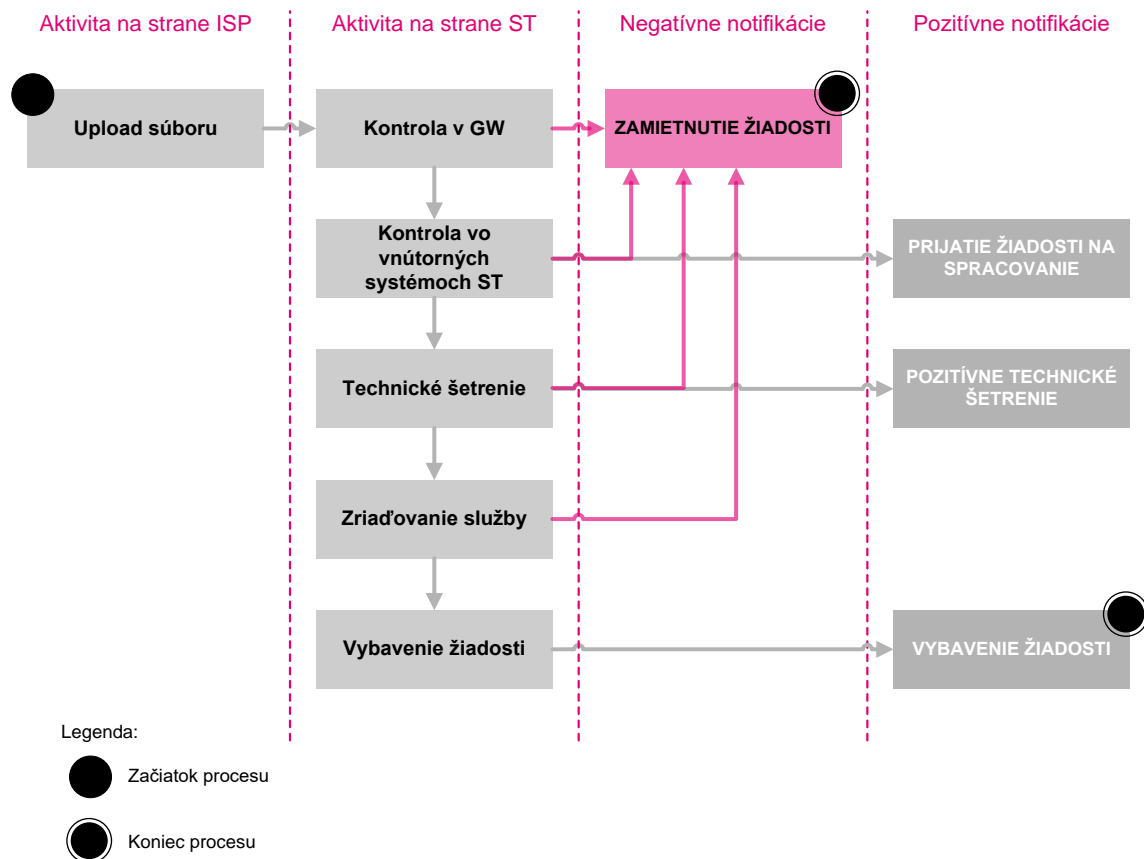 Aktivita na strane ISP
Aktivita na strane ST
Negatívne notifikácie
Pozitívne notifikácie
Upload súboru
Kontrola v GW
ZAMIETNUTIE ŽIADOSTI
Kontrola vo
vnútorných
systémoch ST
PRIJATIE ŽIADOSTI NA
SPRACOVANIE
Technické šetrenie
POZITÍVNE TECHNICKÉ
ŠETRENIE
Zriaďovanie služby
Vybavenie žiadosti
VYBAVENIE ŽIADOSTI
Legenda:
Začiatok procesu
Koniec procesu